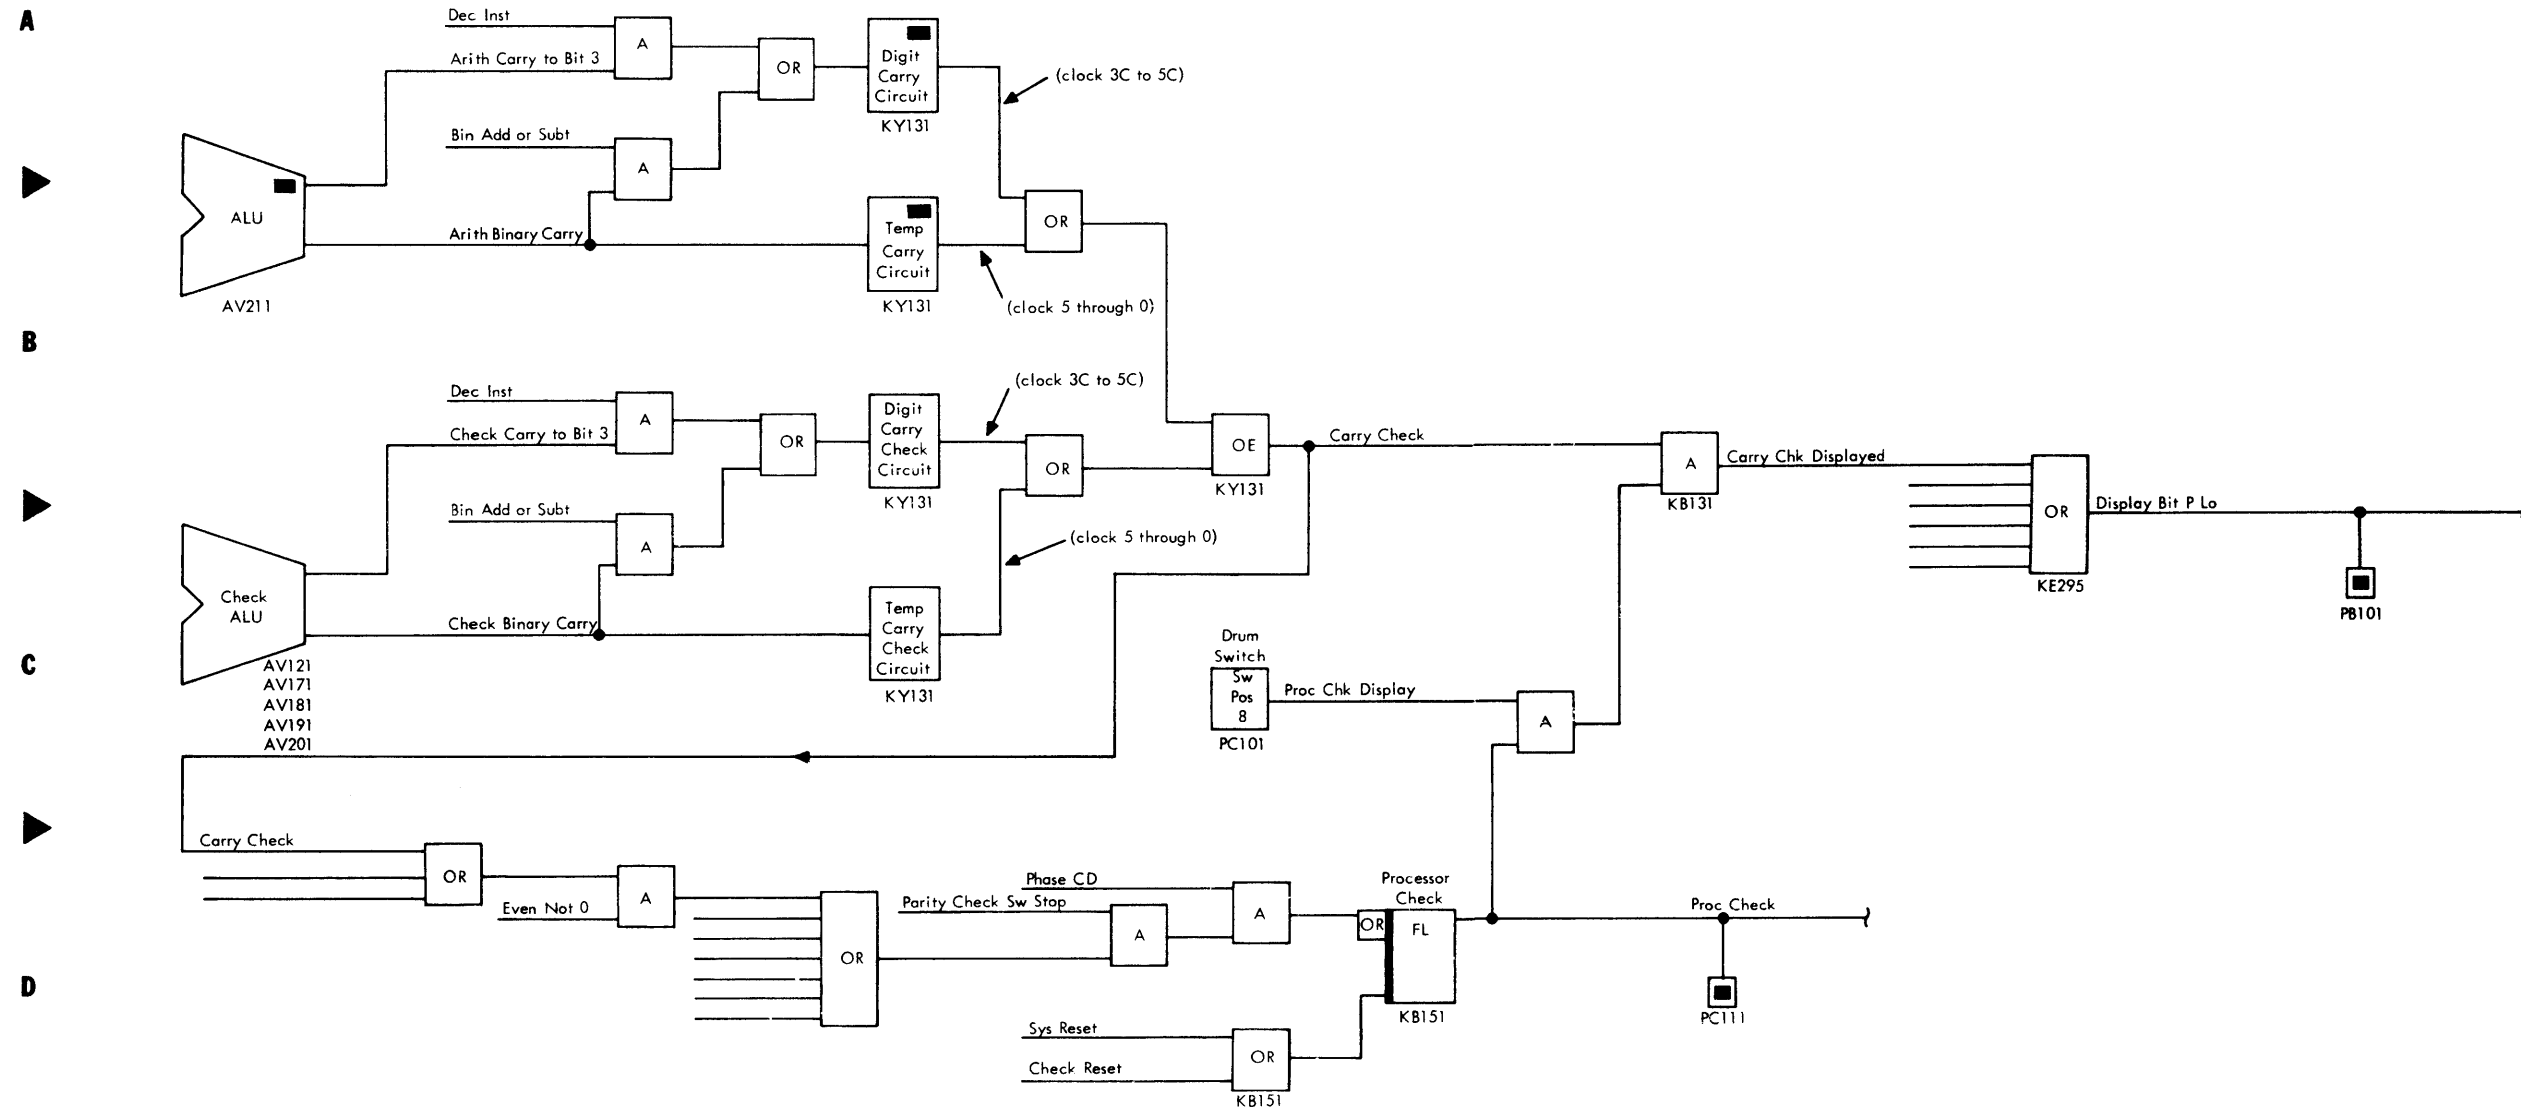 A
Dec Inst
A
Arith Carry to Bit 3
OR
Digit
Carry
Circuit
KY131
(clock 3C to 5C)
Bin Add or Subt
A
ALU
AV211
Arith Binary Carry
Temp
Carry
Circuit
KY131
OR
(clock 5 through 0)
B
Dec Inst
A
Check Carry to Bit 3
OR
Digit
Carry
Check
Circuit
KY131
(clock 3C to 5C)
OR
OE
KY131
Carry Check
A
KB131
Carry Chk Displayed
OR
KE295
Display Bit P Lo
PB101
Bin Add or Subt
A
(clock 5 through 0)
Check
ALU
Check Binary Carry
Temp
Carry
Check
Circuit
KY131
C
AV121
AV171
AV181
AV191
AV201
Drum
Switch
Sw
Pos
8
PC101
Proc Chk Display
A
Carry Check
OR
Even Not 0
A
OR
Phase CD
Parity Check Sw Stop
A
A
Processor
Check
OR
FL
KB151
Proc Check
PC111
D
Sys Reset
Check Reset
OR
KB151